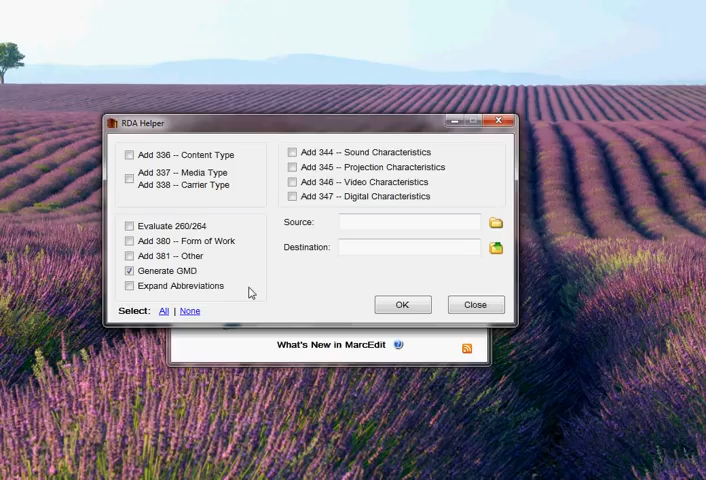 RDA Helper
Add 336 -- Content Type
Add 337 -- Media Type
Add 338 -- Carrier Type
Add 344 -- Sound Characteristics
Add 345 -- Projection Characteristics
Add 346 -- Video Characteristics
Add 347 -- Digital Characteristics
Evaluate 260/264
Add 380 -- Form of Work
Add 381 -- Other
Generate GMD
Expand Abbreviations
Source:
Destination:
Select: All | None
OK
Close
What's New in MarcEdit